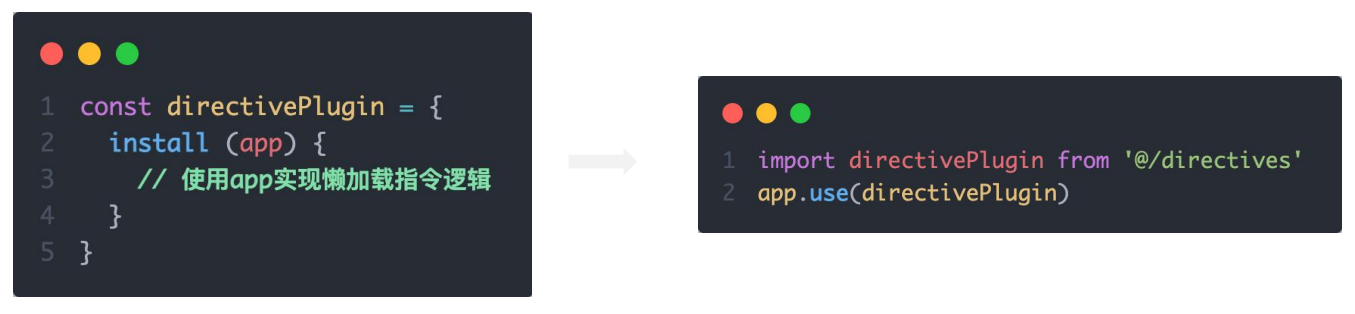 1 const directivePlugin = {
2 install (app) {
3 // 使用app实现懒加载指令逻辑
4 }
5 }
1 import directivePlugin from '@/directives'
2 app.use(directivePlugin)